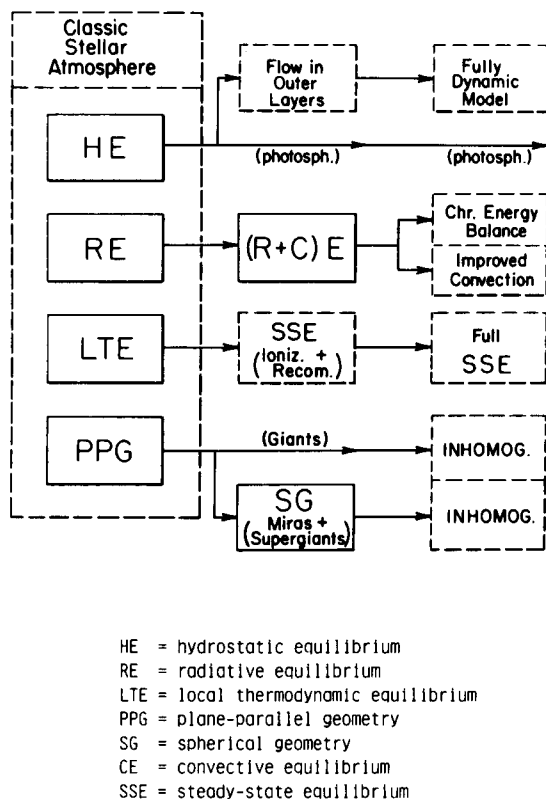 Classic
Stellar
Atmosphere
Flow in
Outer
Layers
Fully
Dynamic
Model
HE
(photosph.)
(photosph.)
RE
(R+C) E
Chr. Energy
Balance
Improved
Convection
LTE
SSE
(Ioniz. +
Recom.)
Full
SSE
PPG
(Giants)
INHOMOG.
SG
(Miras +
Supergiants)
INHOMOG.
HE = hydrostatic equilibrium
RE = radiative equilibrium
LTE = local thermodynamic equilibrium
PPG = plane-parallel geometry
SG = spherical geometry
CE = convective equilibrium
SSE = steady-state equilibrium